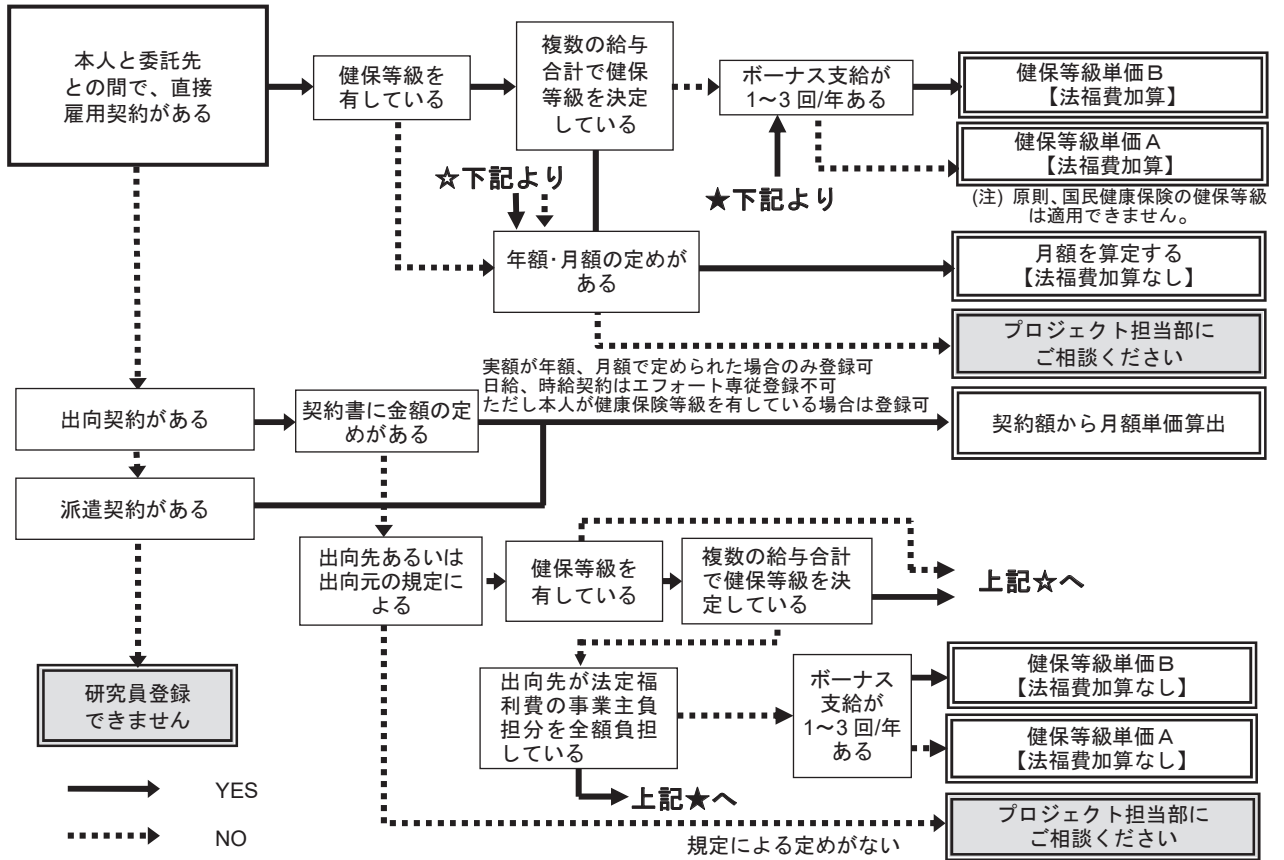 本人と委託先
との間で、直接
雇用契約がある
健保等級を
有している
複数の給与
合計で健保
等級を決定
している
ボーナス支給が
1～3 回/年ある
健保等級単価Ｂ
【法福費加算】
健保等級単価Ａ
【法福費加算】
(注) 原則、国民健康保険の健保等級
は適用できません。
☆下記より
★下記より
年額･月額の定めが
ある
月額を算定する
【法福費加算なし】
プロジェクト担当部に
ご相談ください
実額が年額、月額で定められた場合のみ登録可
日給、時給契約はエフォート専従登録不可
ただし本人が健康保険等級を有している場合は登録可
出向契約がある
契約書に金額の定
めがある
契約額から月額単価算出
派遣契約がある
出向先あるいは
出向元の規定に
よる
健保等級を
有している
複数の給与合計
で健保等級を決
定している
上記☆へ
研究員登録
できません
出向先が法定福
利費の事業主負
担分を全額負担
している
ボーナス
支給が
1～3 回/年
ある
健保等級単価Ｂ
【法福費加算なし】
健保等級単価Ａ
【法福費加算なし】
上記★へ
YES
NO
規定による定めがない
プロジェクト担当部に
ご相談ください